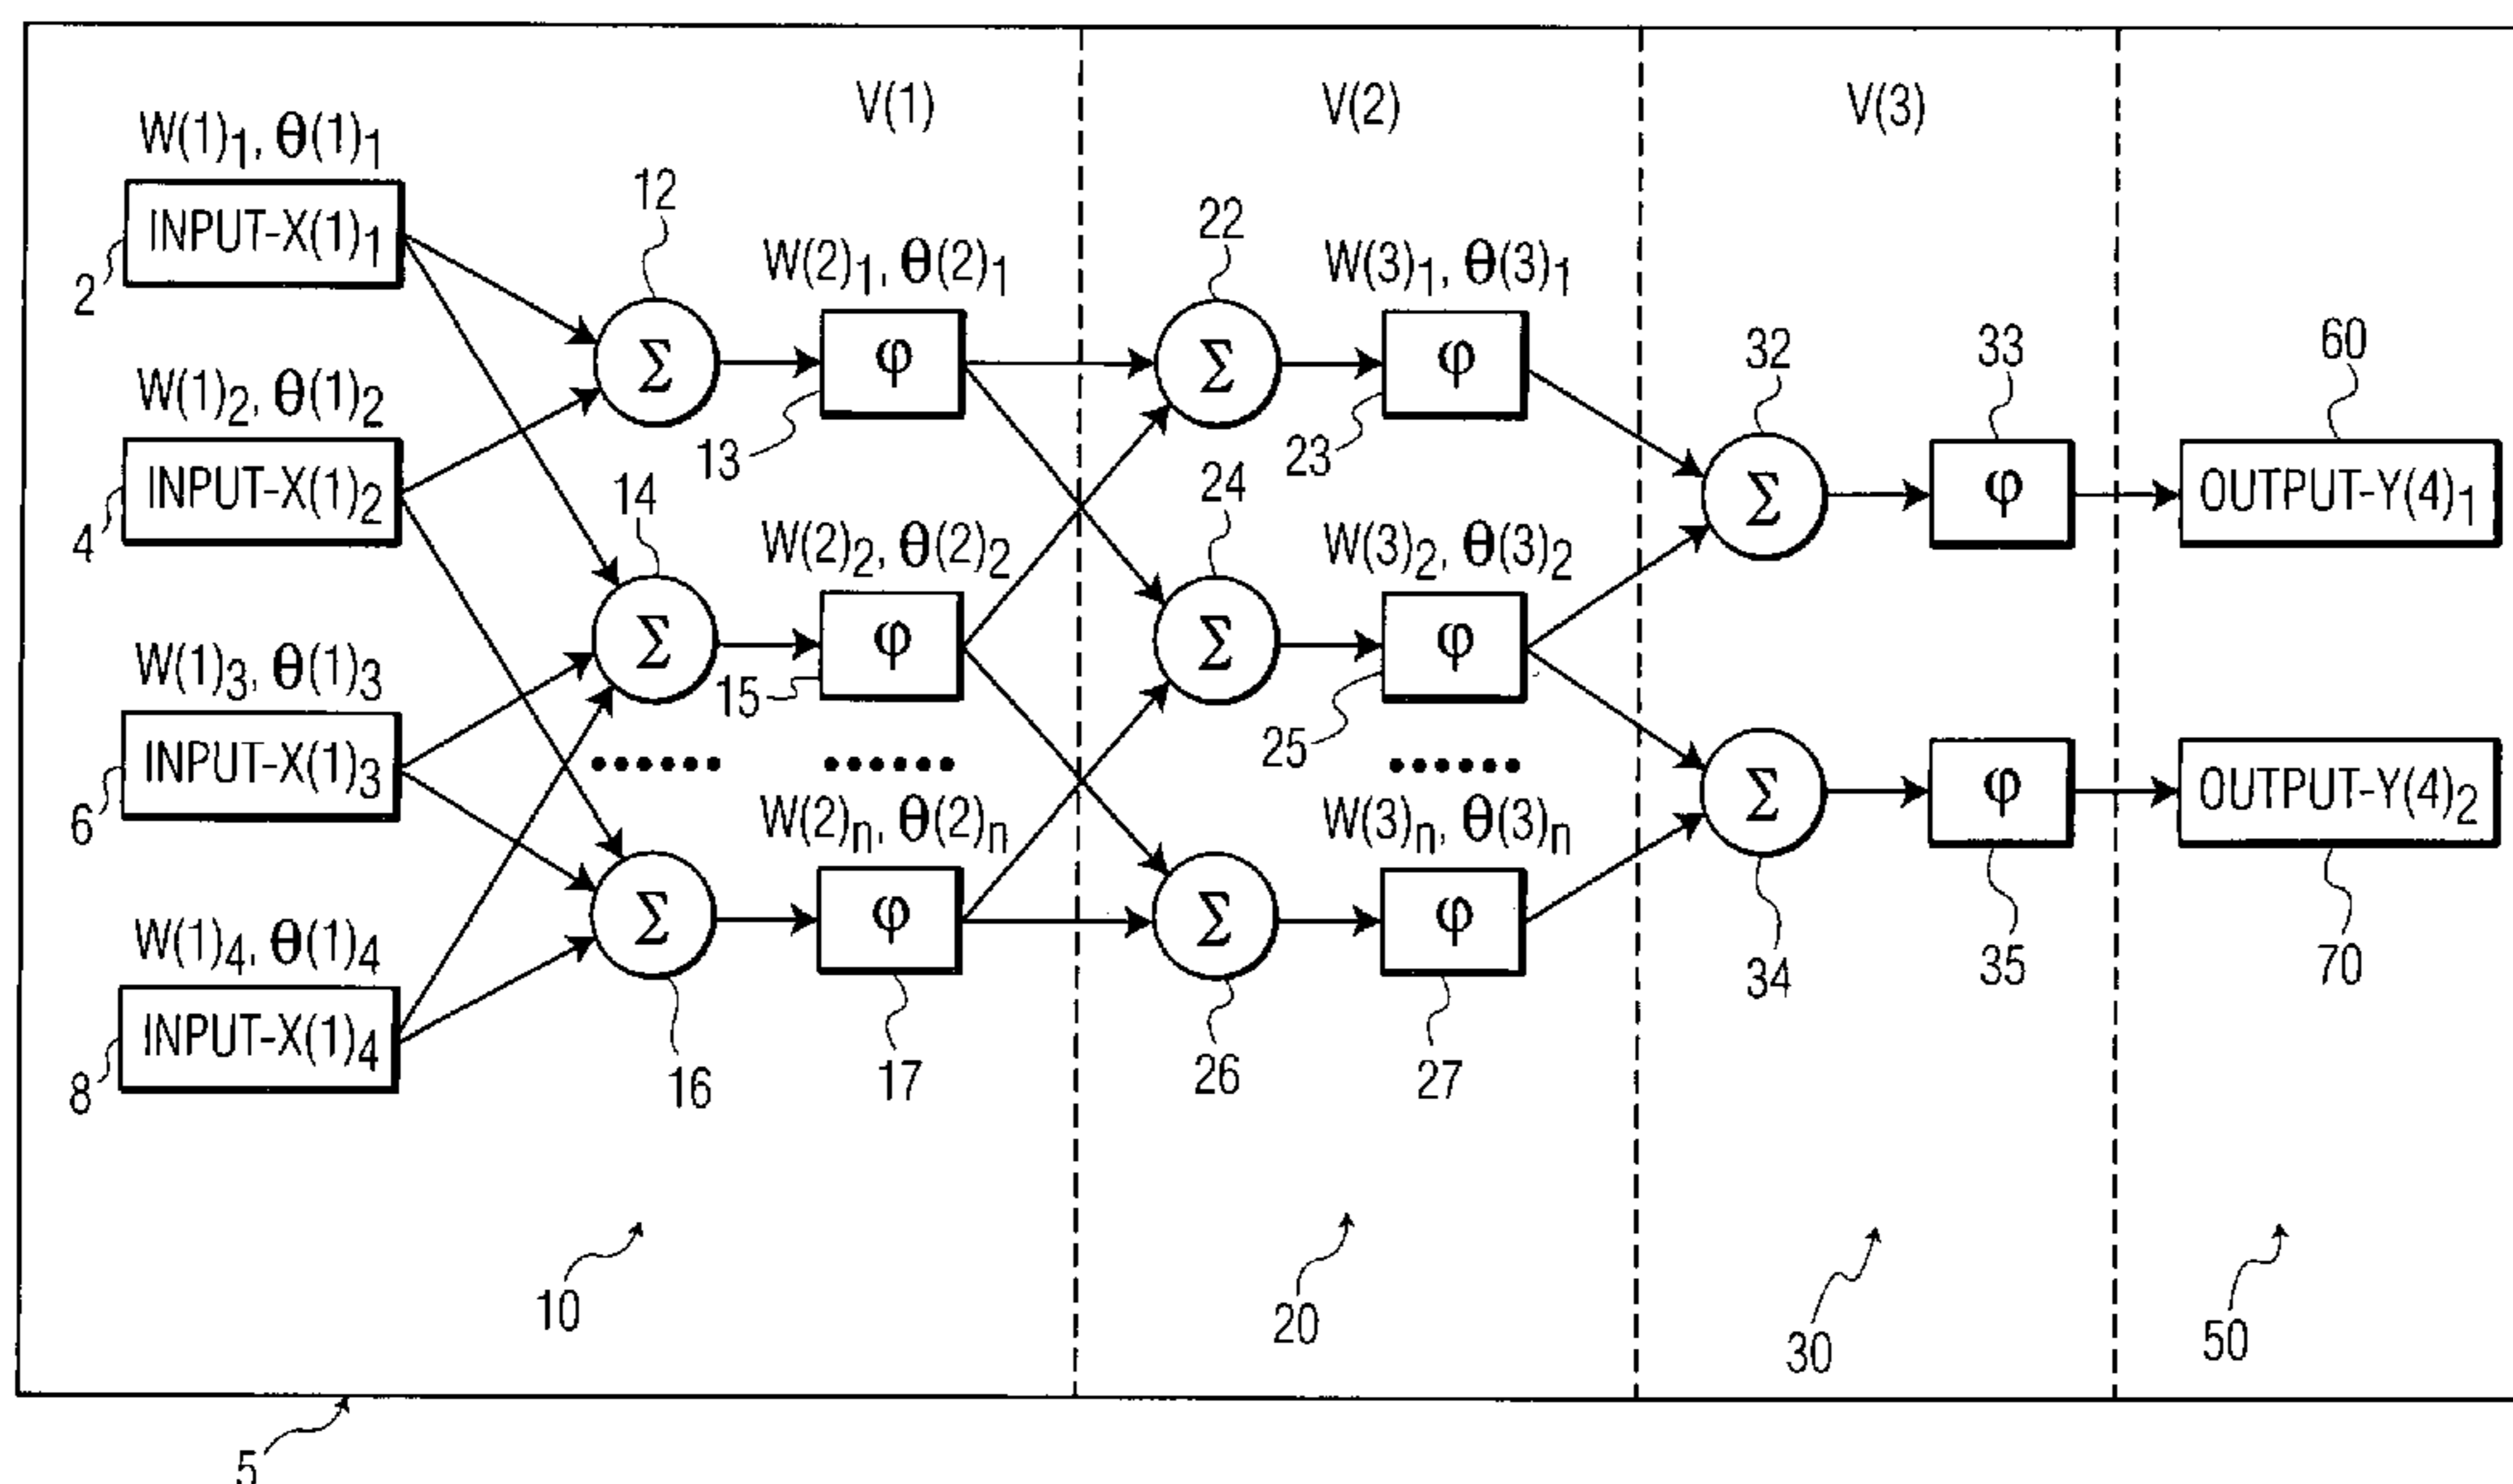 V(1) V(2) V(3)
W(1)1, θ(1)1
INPUT-X(1)1
2
12
W(2)1, θ(2)1
22
W(3)1, θ(3)1
Σ φ Σ φ
13 23
32 33 60
W(1)2, θ(1)2
INPUT-X(1)2
4
14
24
Σ φ OUTPUT-Y(4)1
W(2)2, θ(2)2
W(3)2, θ(3)2
Σ φ Σ φ
15 25
W(1)3, θ(1)3
INPUT-X(1)3
6
......
......
......
Σ φ OUTPUT-Y(4)2
34 35 70
W(2)n, θ(2)n
W(3)n, θ(3)n
Σ φ Σ φ
16 17 26 27
W(1)4, θ(1)4
INPUT-X(1)4
8
10 20 30 50
5